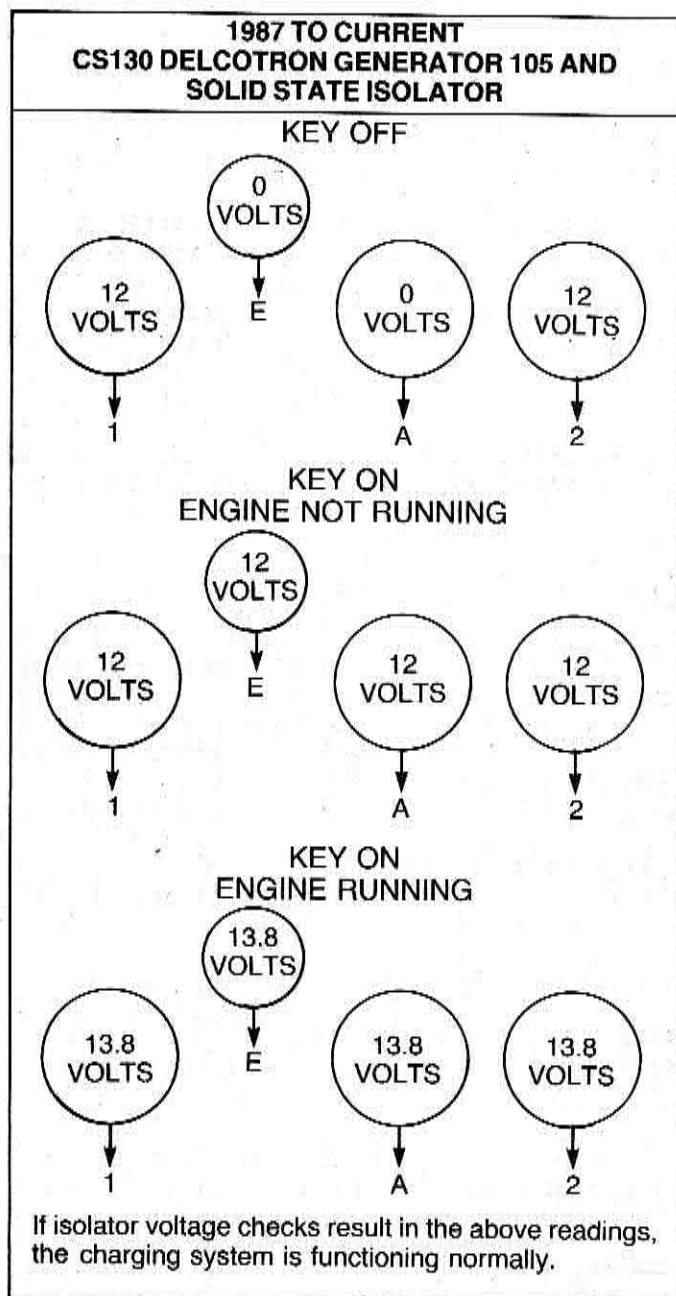 1987 TO CURRENT
CS130 DELCOTRON GENERATOR 105 AND
SOLID STATE ISOLATOR
KEY OFF
0
VOLTS
E
12
VOLTS
1
0
VOLTS
A
12
VOLTS
2
KEY ON
ENGINE NOT RUNNING
12
VOLTS
E
12
VOLTS
1
12
VOLTS
A
12
VOLTS
2
KEY ON
ENGINE RUNNING
13.8
VOLTS
E
13.8
VOLTS
1
13.8
VOLTS
A
13.8
VOLTS
2
If isolator voltage checks result in the above readings,
the charging system is functioning normally.